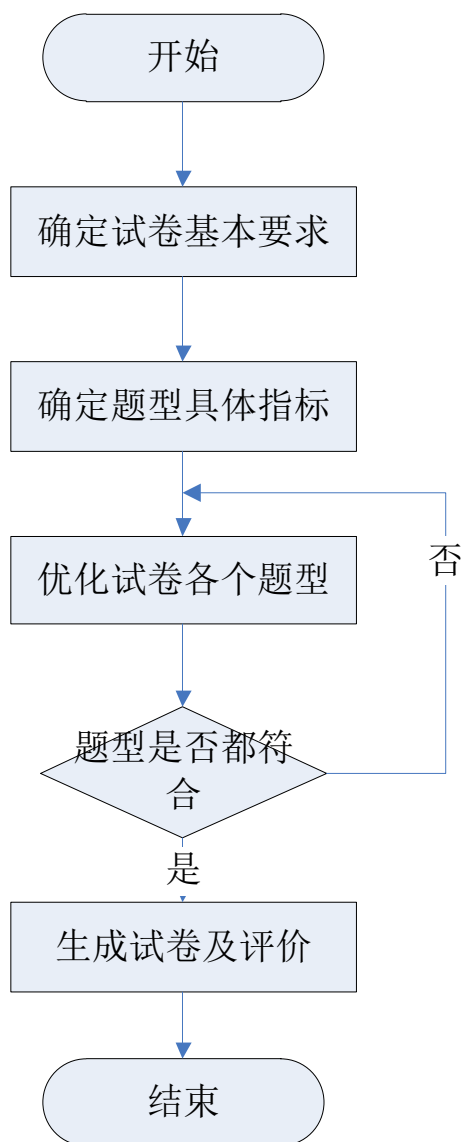 开始
确定试卷基本要求
确定题型具体指标
优化试卷各个题型
否
题型是否都符
合
是
生成试卷及评价
结束